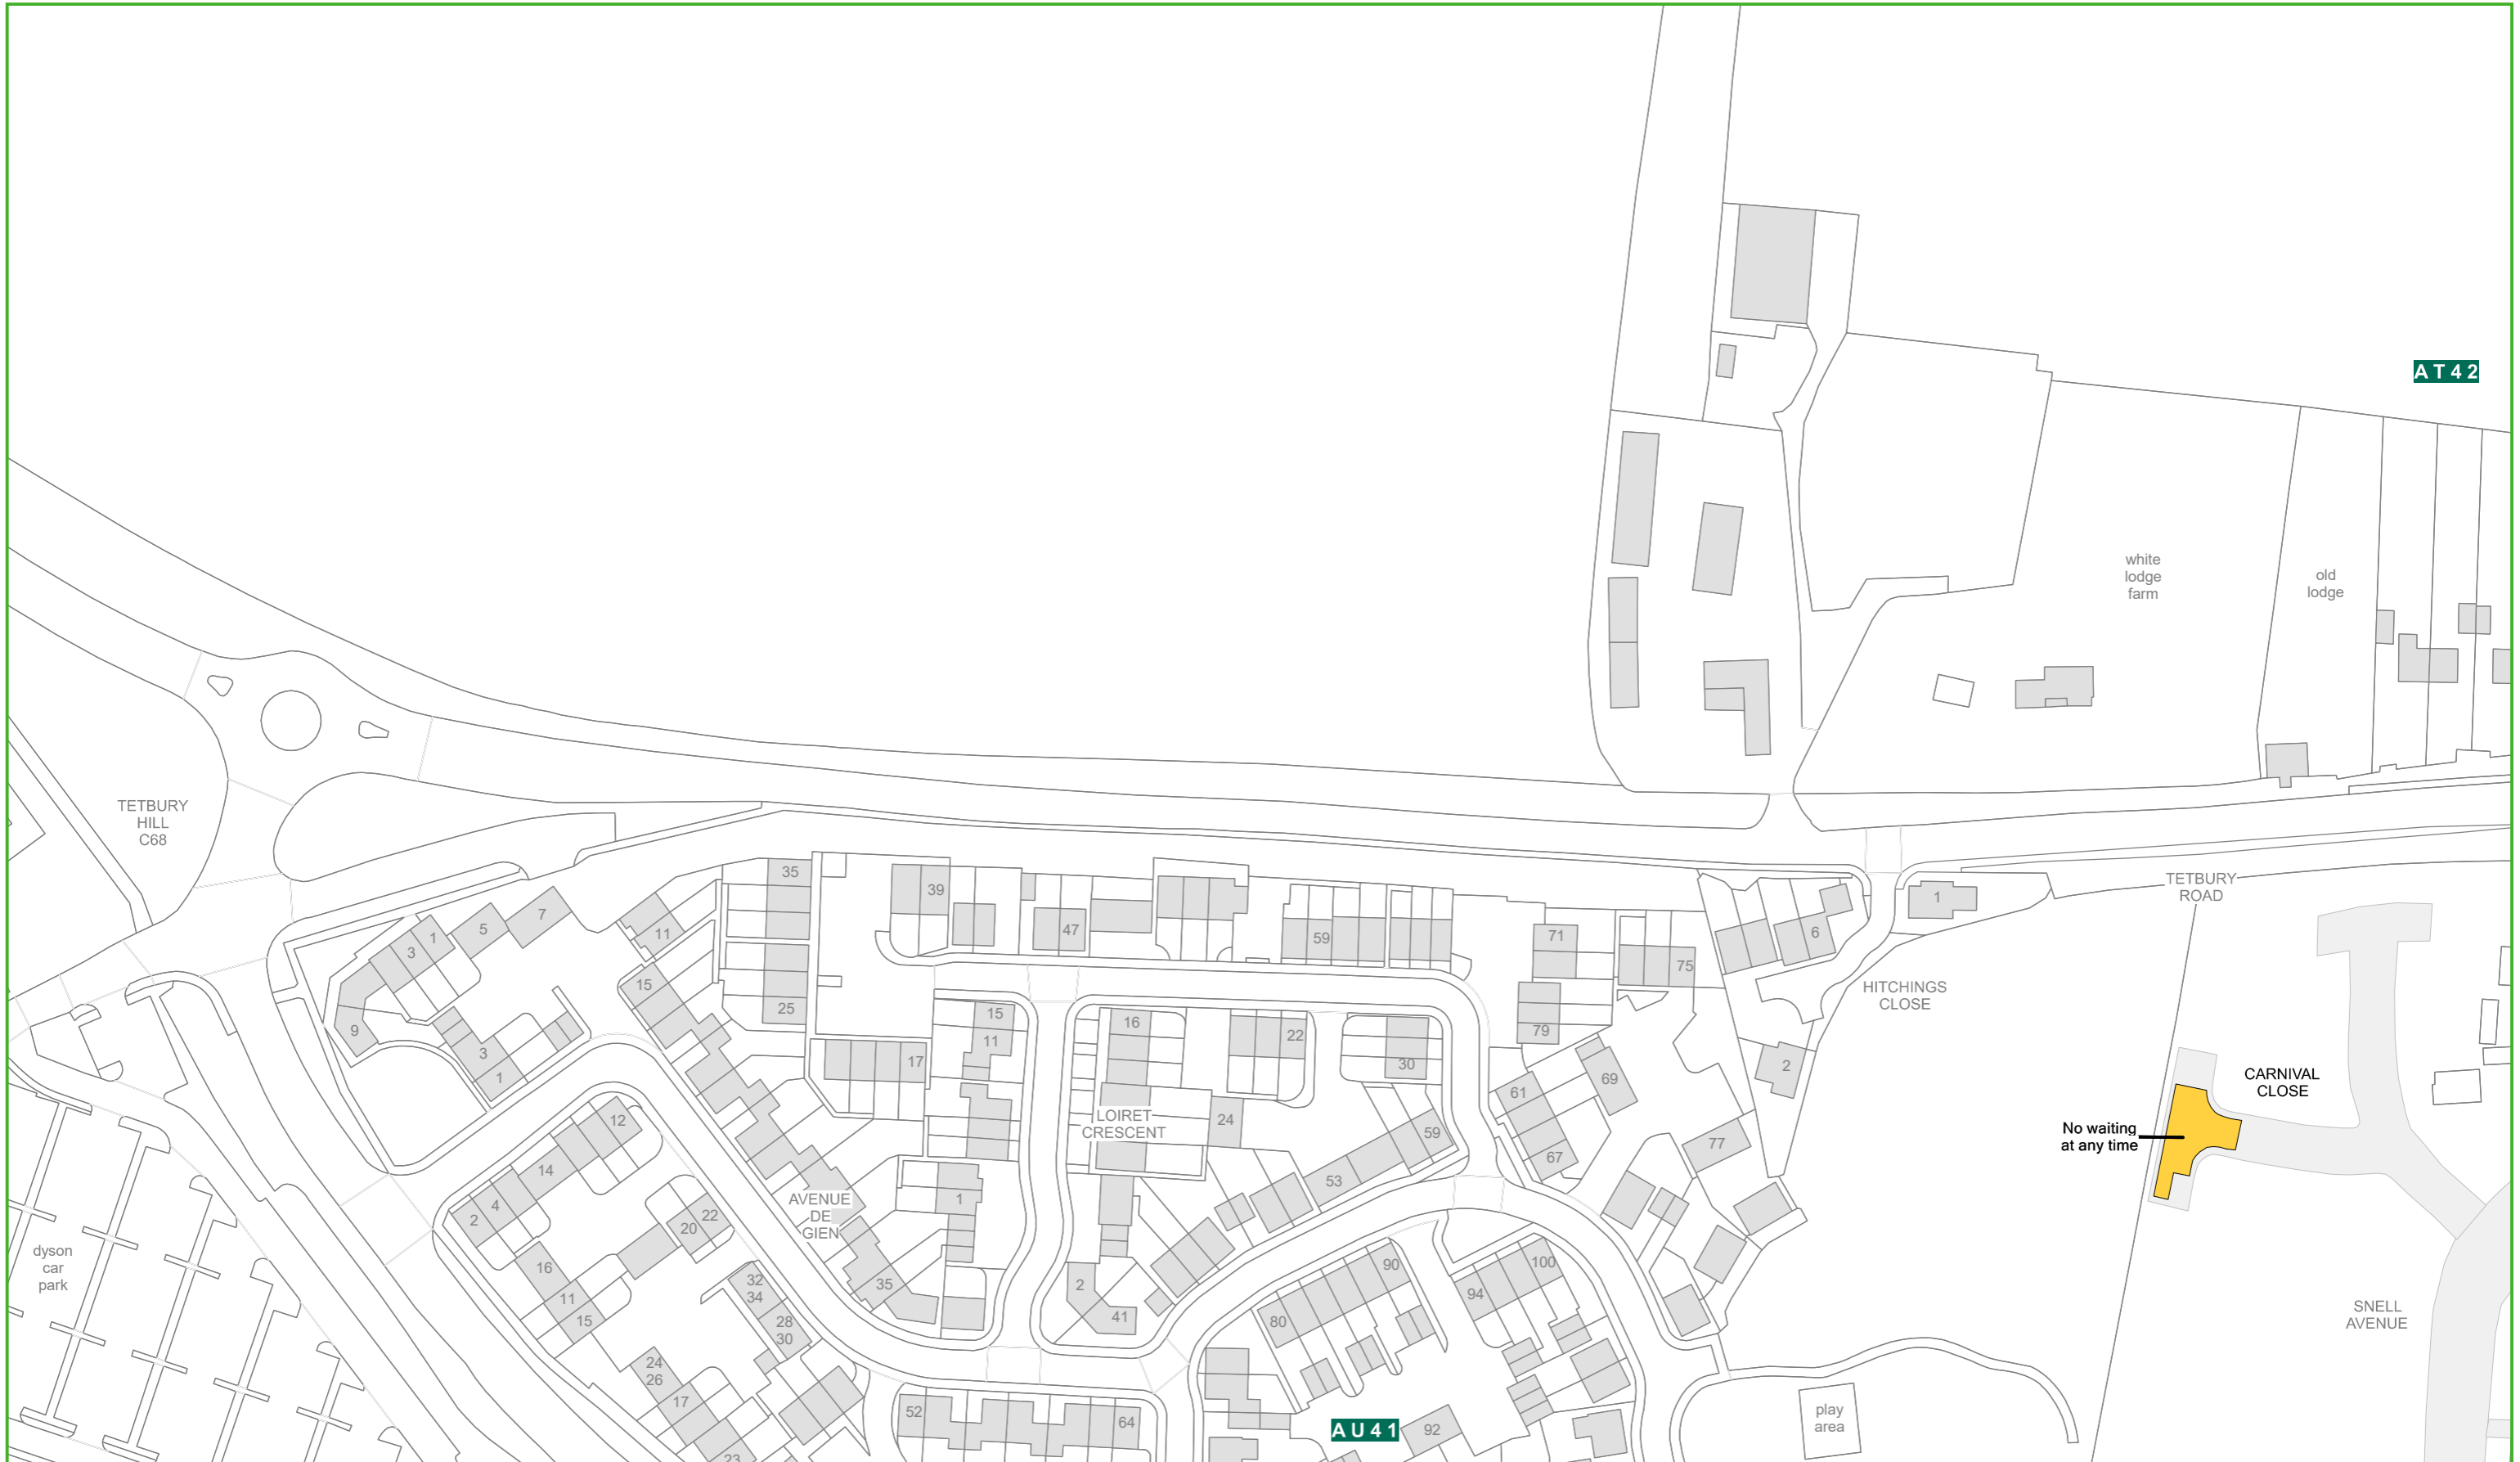 AT42
white
lodge
farm
old
lodge
TETBURY
HILL
C68
35
39
47
59
11
7
5
1
3
9
15
25
17
15
11
16
22
30
71
75
79
6
1
TETBURY
ROAD
HITCHINGS
CLOSE
2
61
69
67
77
3
1
12
14
4
2
LOIRET
CRESCENT
24
59
53
1
AVENUE
DE
GIEN
22
20
16
11
15
32
34
28
30
35
2
41
90
80
100
94
24
26
17
23
52
64
92
AU41
play
area
dyson
car
park
CARNIVAL
CLOSE
No waiting
at any time
SNELL
AVENUE